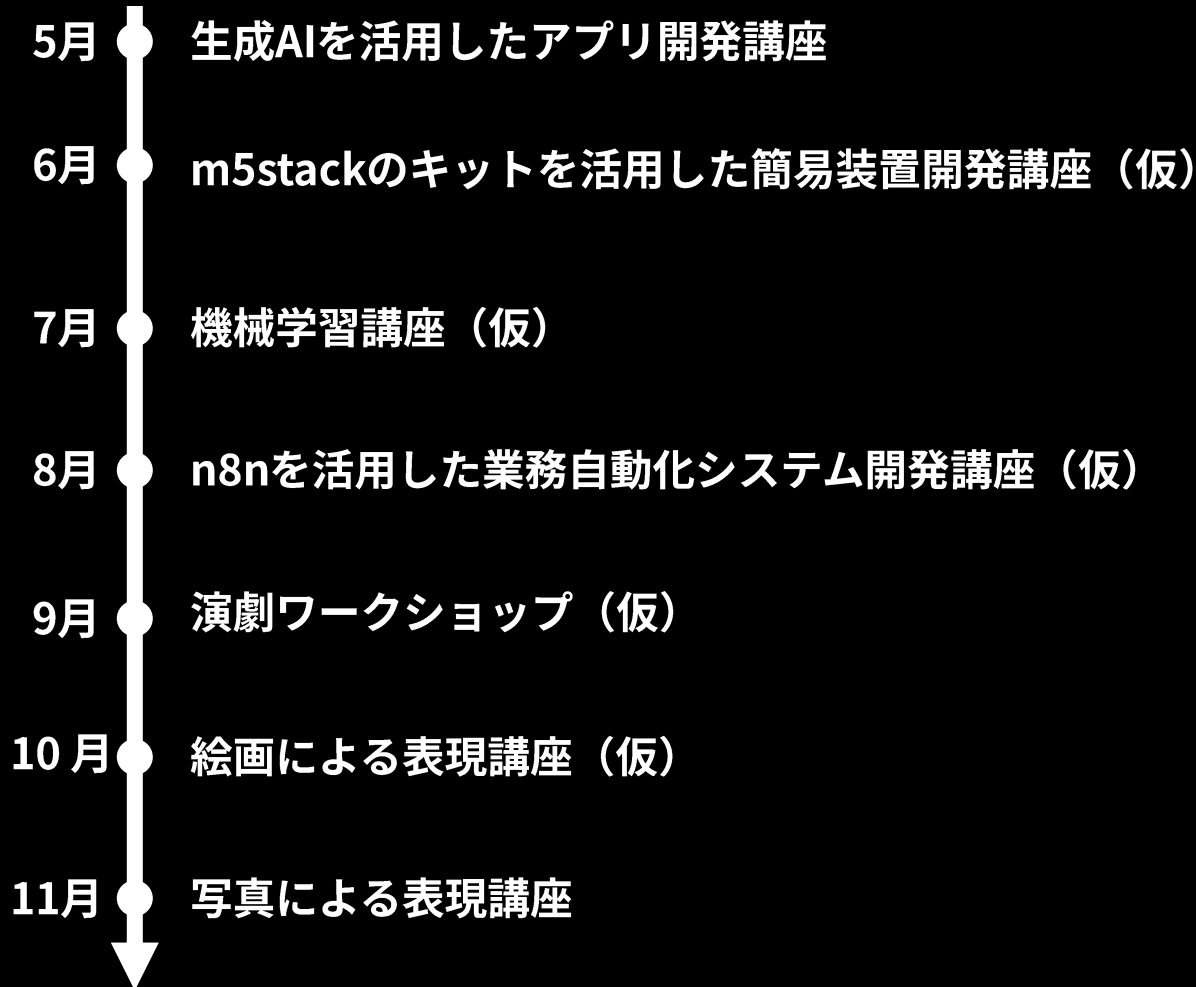 5月 生成AIを活用したアプリ開発講座
6月 m5stackのキットを活用した簡易装置開発講座（仮）
7月 機械学習講座（仮）
8月 n8nを活用した業務自動化システム開発講座（仮）
9月 演劇ワークショップ（仮）
10 月 絵画による表現講座（仮）
11月 写真による表現講座